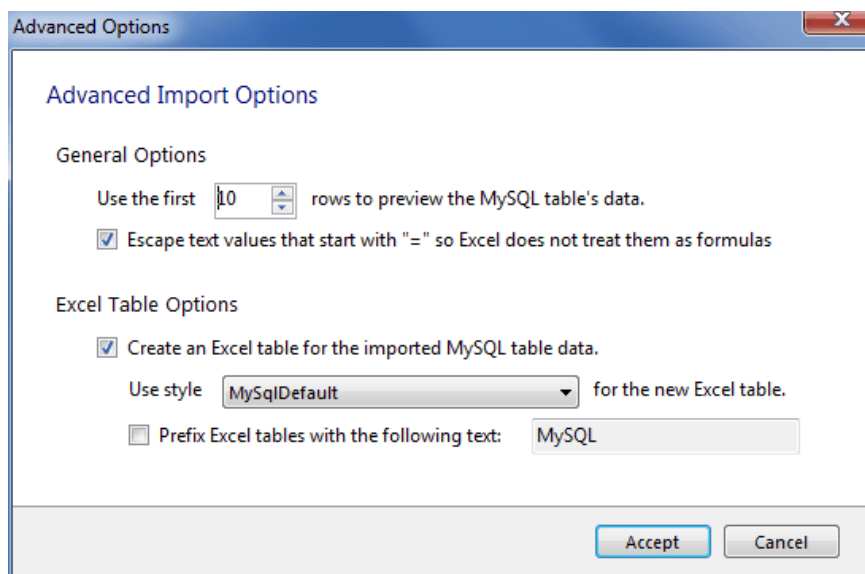 Advanced Options
X
Advanced Import Options
General Options
Use the first 10 rows to preview the MySQL table's data.
Escape text values that start with "=" so Excel does not treat them as formulas
Excel Table Options
Create an Excel table for the imported MySQL table data.
Use style MySqlDefault for the new Excel table.
Prefix Excel tables with the following text: MySQL
Accept Cancel